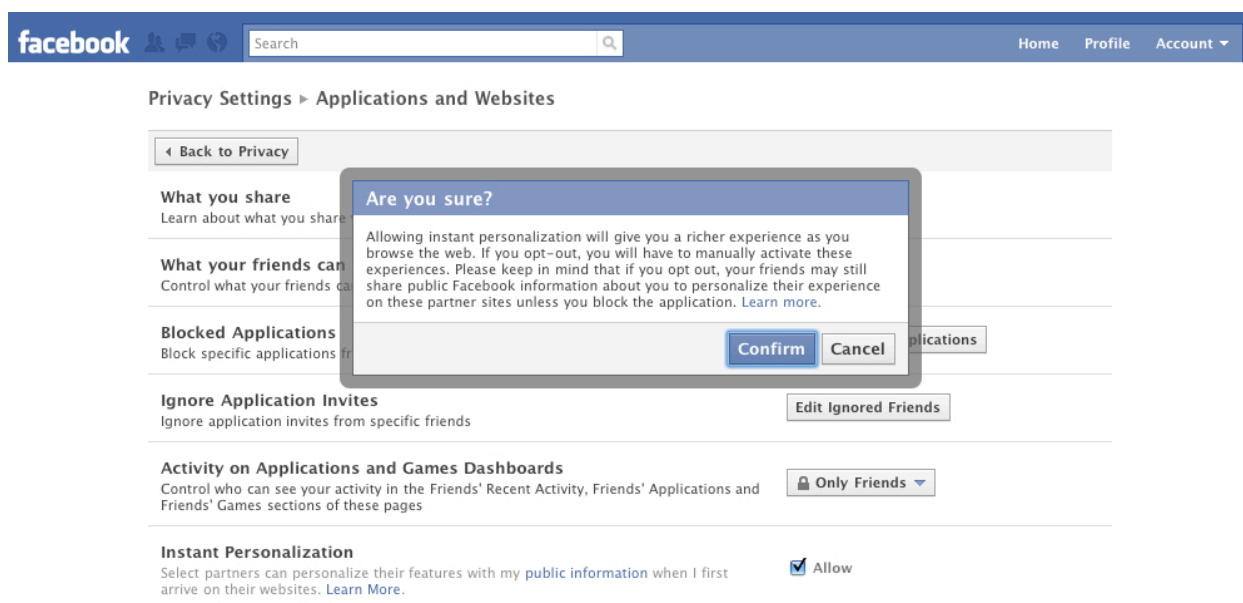 facebook
Search
Home Profile Account
Privacy Settings ▸ Applications and Websites
Back to Privacy
What you share
Learn about what you share
Are you sure?
Allowing instant personalization will give you a richer experience as you
browse the web. If you opt-out, you will have to manually activate these
experiences. Please keep in mind that if you opt out, your friends may still
share public Facebook information about you to personalize their experience
on these partner sites unless you block the application. Learn more.
Confirm Cancel
What your friends can
Control what your friends
Blocked Applications
Block specific applications
Ignore Application Invites
Ignore application invites from specific friends
Edit Ignored Friends
Activity on Applications and Games Dashboards
Control who can see your activity in the Friends' Recent Activity, Friends' Applications and
Friends' Games sections of these pages
Only Friends
Instant Personalization
Select partners can personalize their features with my public information when I first
arrive on their websites. Learn More.
Allow